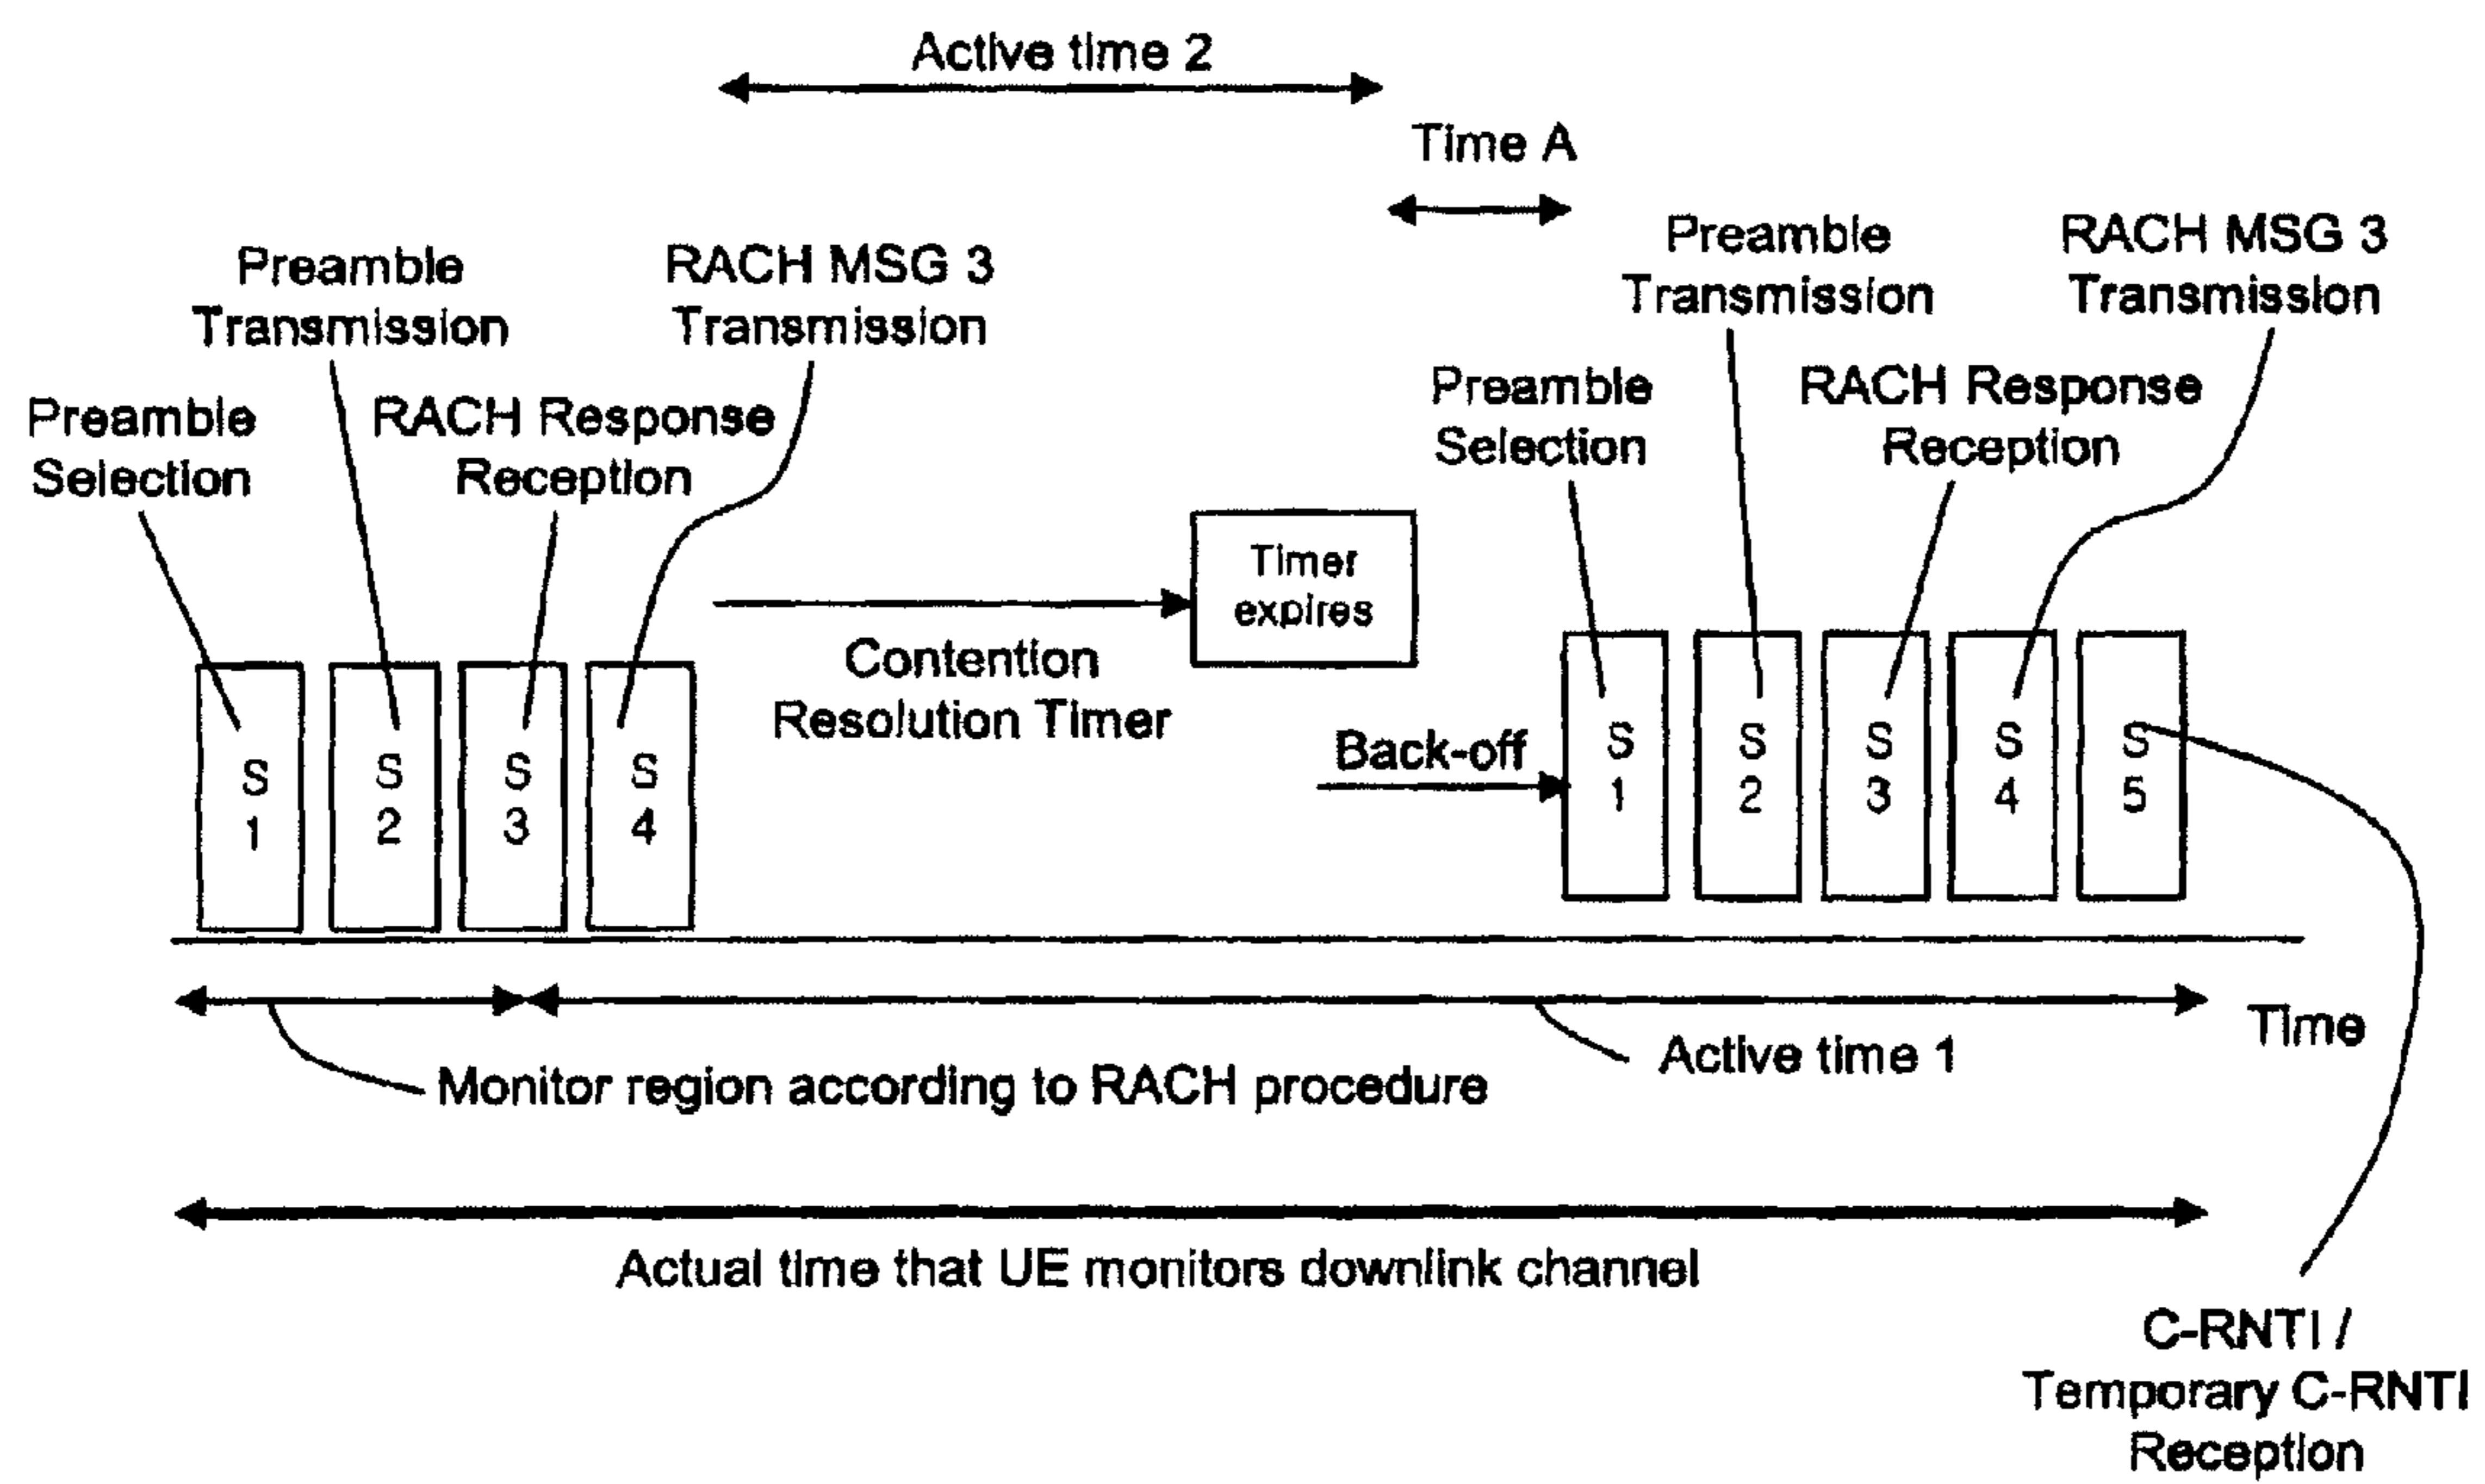 Active time 2
Time A
Preamble
Transmission
RACH MSG 3
Transmission
Preamble
Transmission
RACH MSG 3
Transmission
Preamble
Selection
RACH Response
Reception
Preamble
Selection
RACH Response
Reception
Timer
expires
Contention
Resolution Timer
Back-off
S
1
S
2
S
3
S
4
S
1
S
2
S
3
S
4
S
5
Time
Active time 1
Monitor region according to RACH procedure
Actual time that UE monitors downlink channel
C-RNTI /
Temporary C-RNTI
Reception